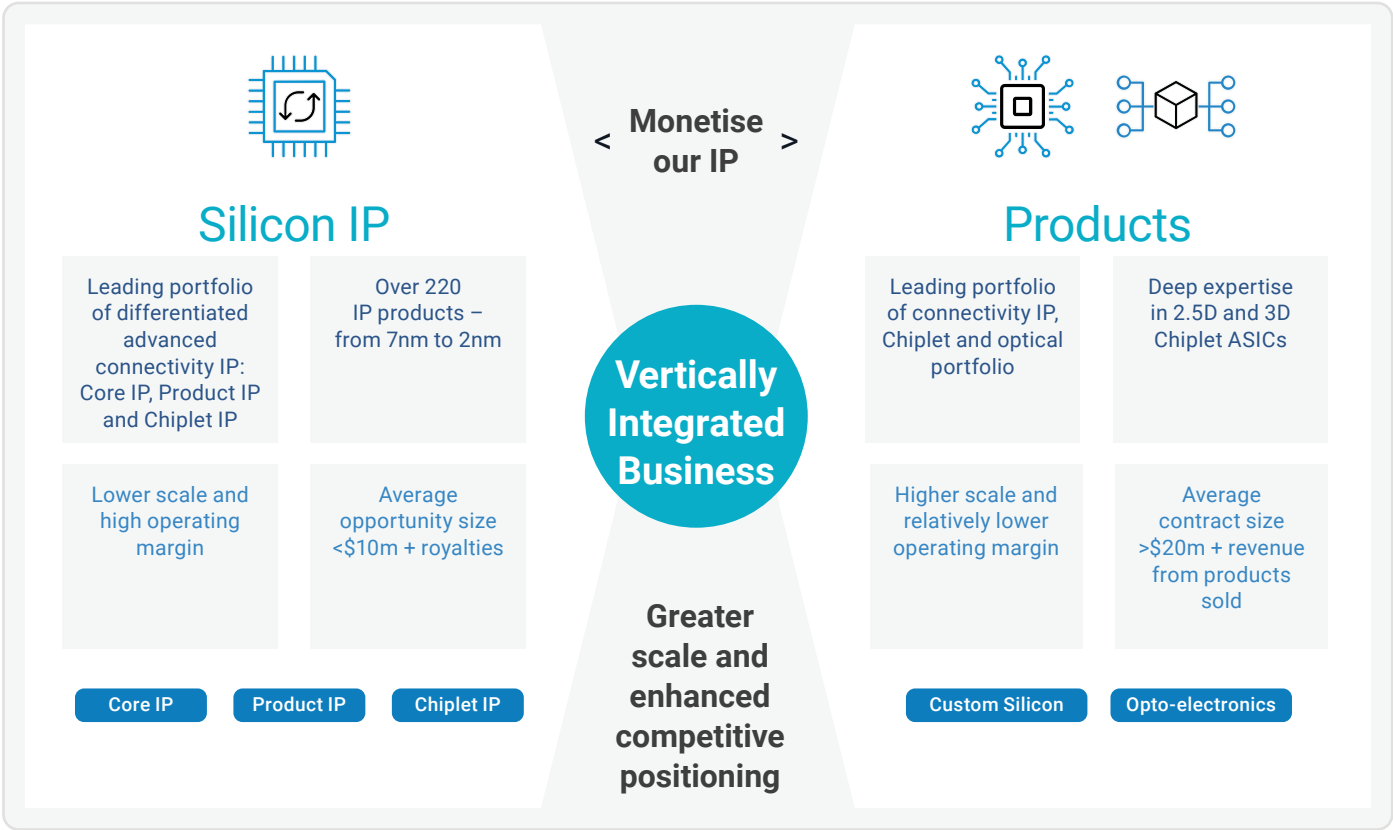 Silicon IP
Leading portfolio
of differentiated
advanced
connectivity IP:
Core IP, Product IP
and Chiplet IP
Over 220
IP products –
from 7nm to 2nm
Lower scale and
high operating
margin
Average
opportunity size
<$10m + royalties
Core IP
Product IP
Chiplet IP
< Monetise >
our IP
Vertically
Integrated
Business
Greater
scale and
enhanced
competitive
positioning
Products
Leading portfolio
of connectivity IP,
Chiplet and optical
portfolio
Deep expertise
in 2.5D and 3D
Chiplet ASICs
Higher scale and
relatively lower
operating margin
Average
contract size
>$20m + revenue
from products
sold
Custom Silicon
Opto-electronics